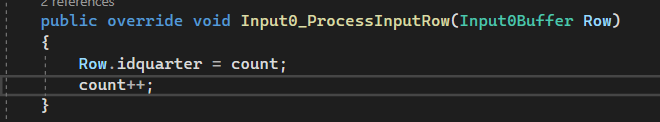 2 references
public override void Input0_ProcessInputRow(Input0Buffer Row)
{
Row.idquarter = count;
count++;
}